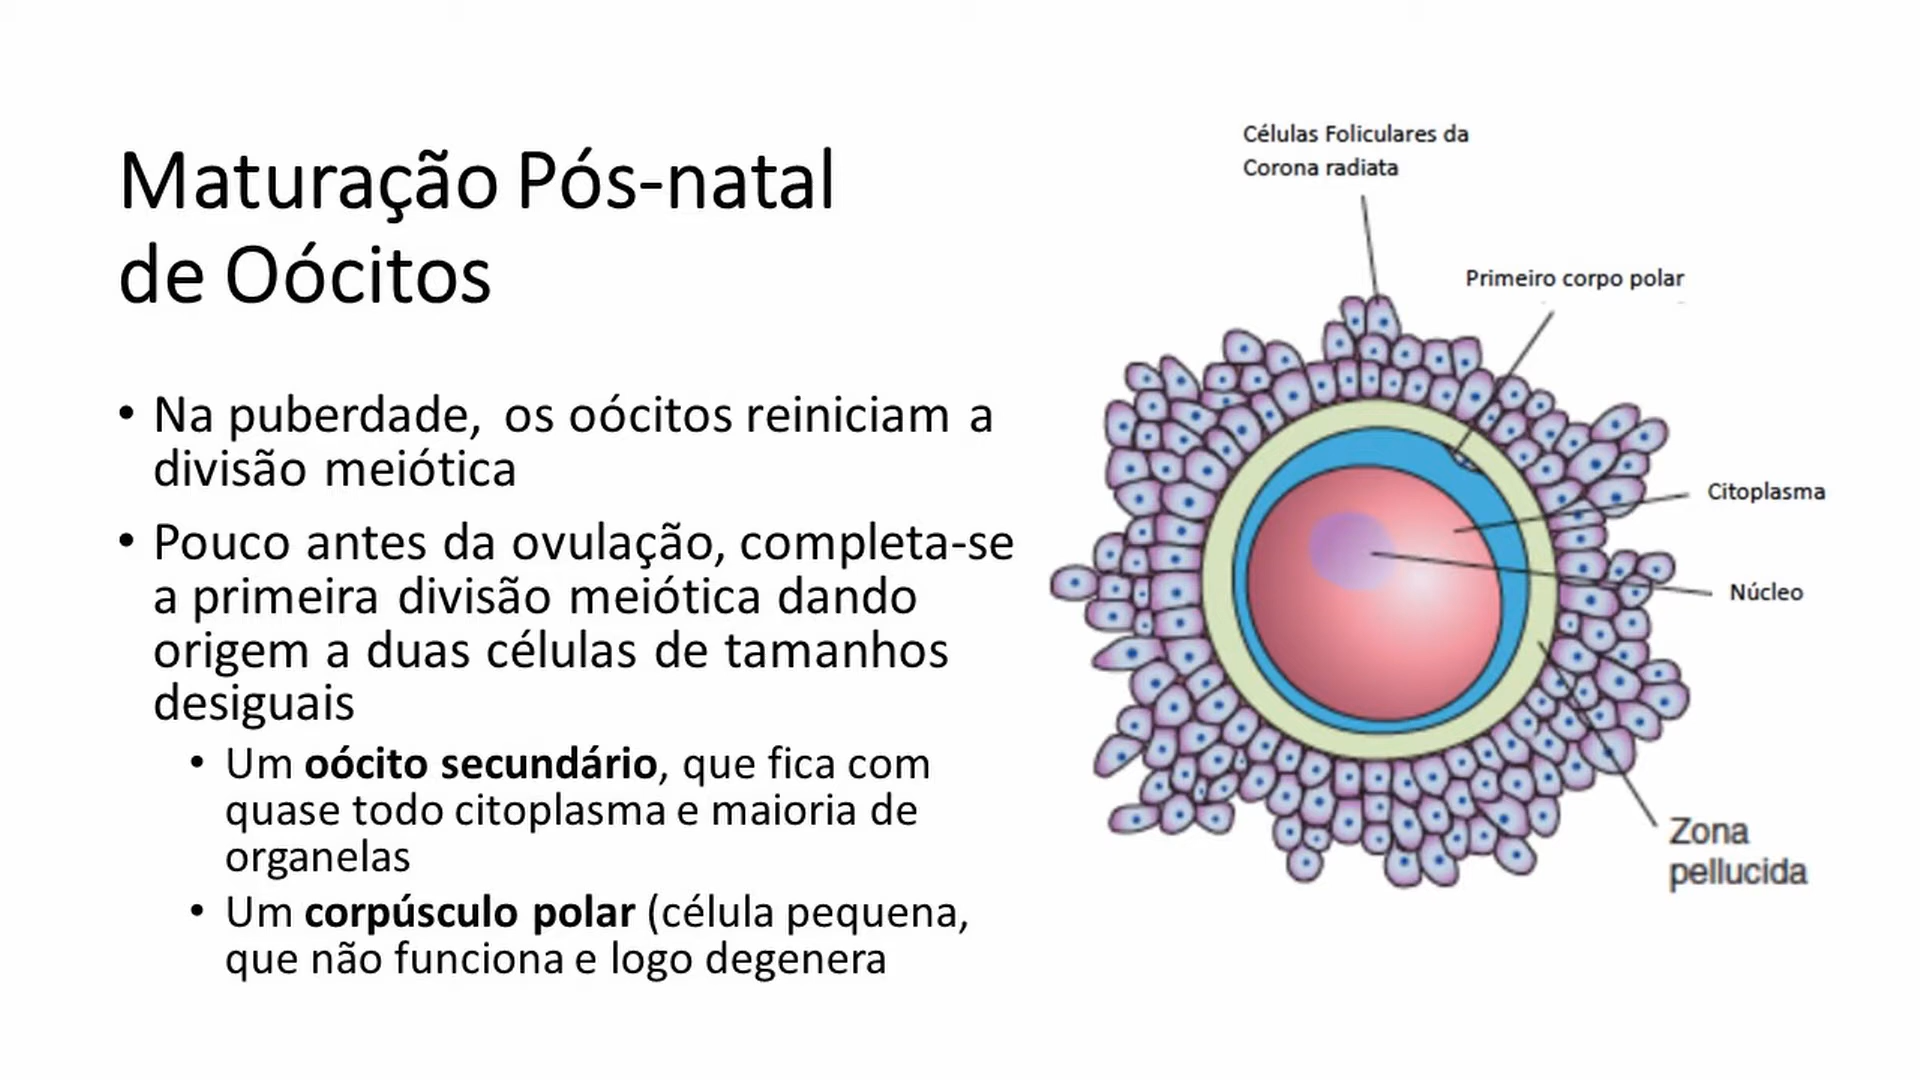 Maturação Pós-natal
de Oócitos
• Na puberdade, os oócitos reiniciam a
divisão meiótica
• Pouco antes da ovulação, completa-se
a primeira divisão meiótica dando
origem a duas células de tamanhos
desiguais
• Um oócito secundário, que fica com
quase todo citoplasma e maioria de
organelas
• Um corpúsculo polar (célula pequena,
que não funciona e logo degenera
Células Foliculares da
Corona radiata
Primeiro corpo polar
Citoplasma
Núcleo
Zona
pellucida